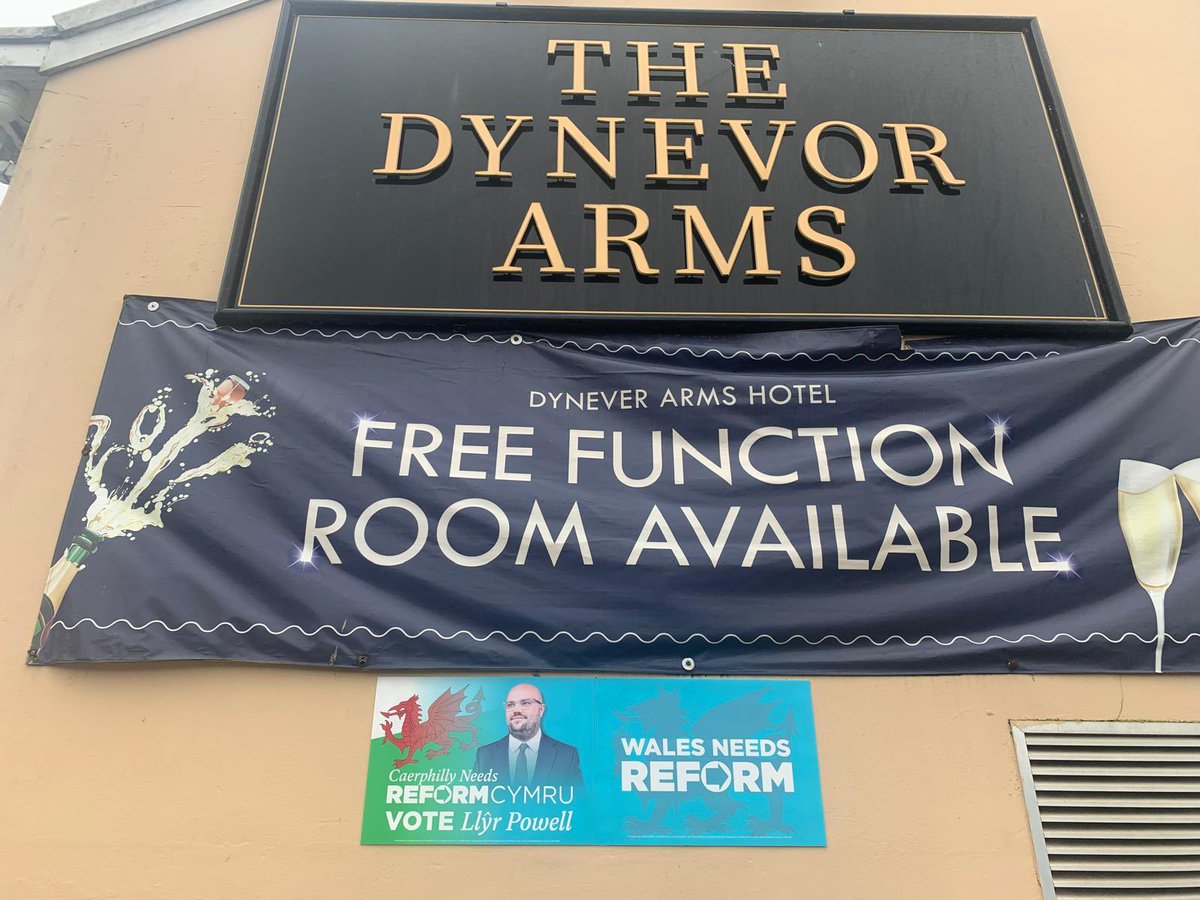 THE
DYNEVOR
ARMS
DYNEVER ARMS HOTEL
FREE FUNCTION
ROOM AVAILABLE
Caerphilly Needs
REFORM CYMRU
VOTE Llŷr Powell
WALES NEEDS
REFORM